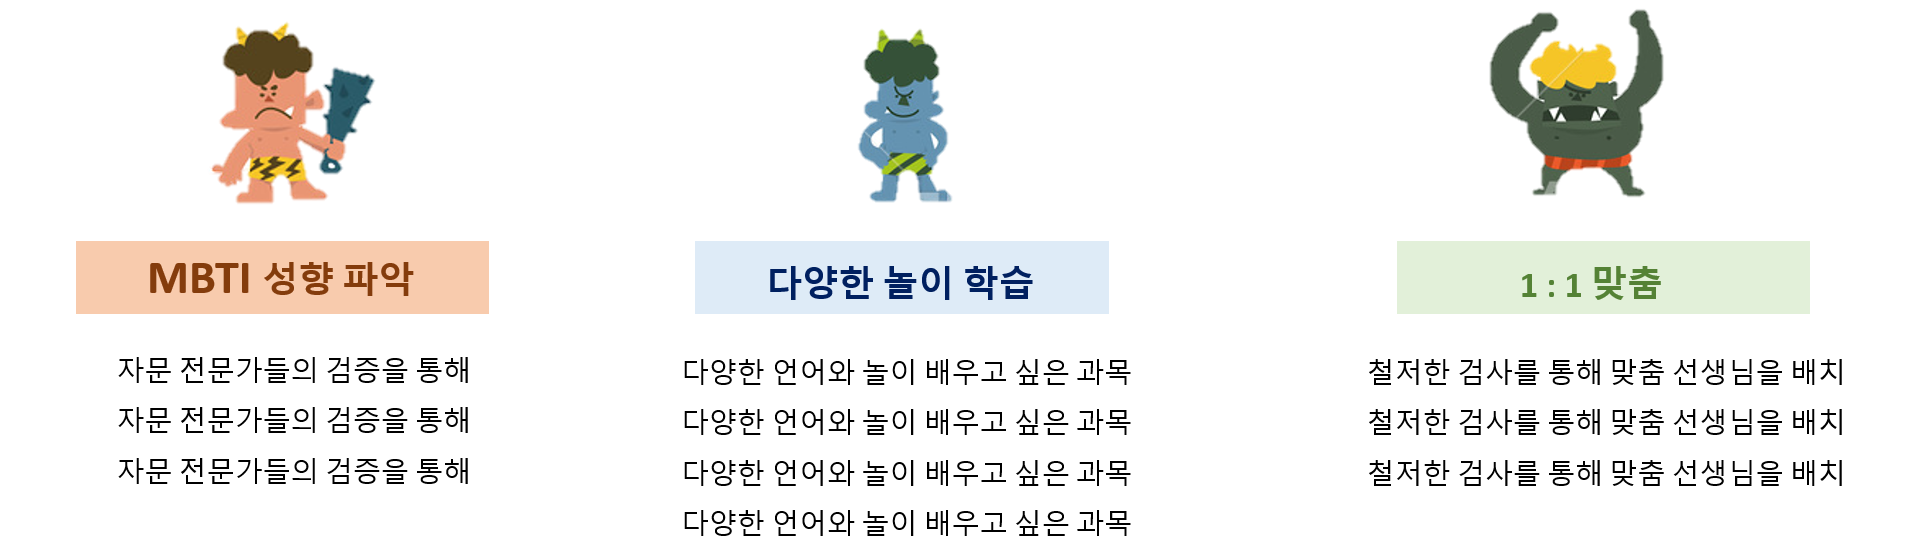 MBTI 성향 파악
자문 전문가들의 검증을 통해
자문 전문가들의 검증을 통해
자문 전문가들의 검증을 통해
다양한 놀이 학습
다양한 언어와 놀이 배우고 싶은 과목
다양한 언어와 놀이 배우고 싶은 과목
다양한 언어와 놀이 배우고 싶은 과목
다양한 언어와 놀이 배우고 싶은 과목
1 : 1 맞춤
철저한 검사를 통해 맞춤 선생님을 배치
철저한 검사를 통해 맞춤 선생님을 배치
철저한 검사를 통해 맞춤 선생님을 배치